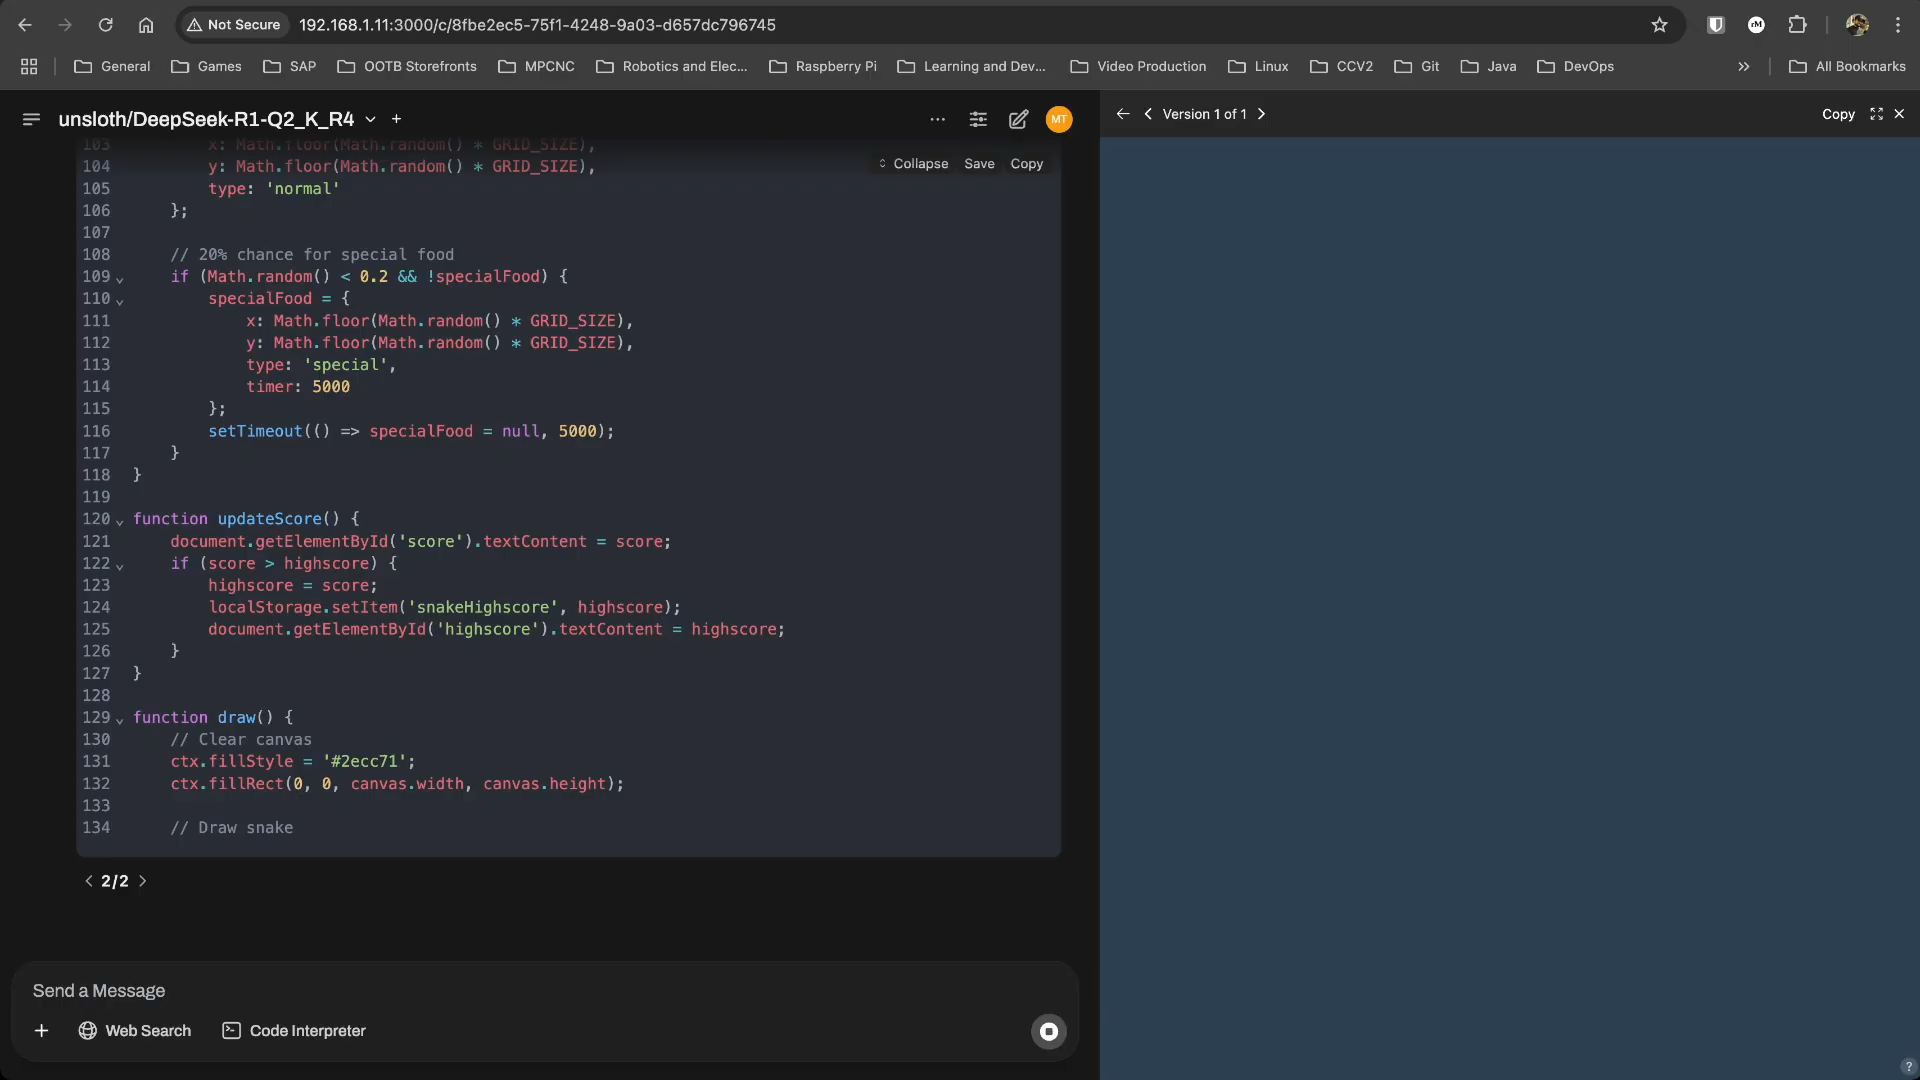 Not Secure 192.168.1.11:3000/c/8fbe2ec5-75f1-4248-9a03-d657dc796745
General Games SAP OOTB Storefronts MPCNC Robotics and Elec... Raspberry Pi Learning and Dev... Video Production Linux CCV2 Git Java DevOps All Bookmarks
unsloth/DeepSeek-R1-Q2_K_R4
MT
Version 1 of 1
Copy
103 x: Math.floor(Math.random() * GRID_SIZE),
104 y: Math.floor(Math.random() * GRID_SIZE),
Collapse Save Copy
105 type: 'normal'
106 };
107
108 // 20% chance for special food
109 if (Math.random() < 0.2 && !specialFood) {
110 specialFood = {
111 x: Math.floor(Math.random() * GRID_SIZE),
112 y: Math.floor(Math.random() * GRID_SIZE),
113 type: 'special',
114 timer: 5000
115 };
116 setTimeout(() => specialFood = null, 5000);
117 }
118 }
119
120 function updateScore() {
121 document.getElementById('score').textContent = score;
122 if (score > highscore) {
123 highscore = score;
124 localStorage.setItem('snakeHighscore', highscore);
125 document.getElementById('highscore').textContent = highscore;
126 }
127 }
128
129 function draw() {
130 // Clear canvas
131 ctx.fillStyle = '#2ecc71';
132 ctx.fillRect(0, 0, canvas.width, canvas.height);
133
134 // Draw snake
2/2
Send a Message
Web Search Code Interpreter
?